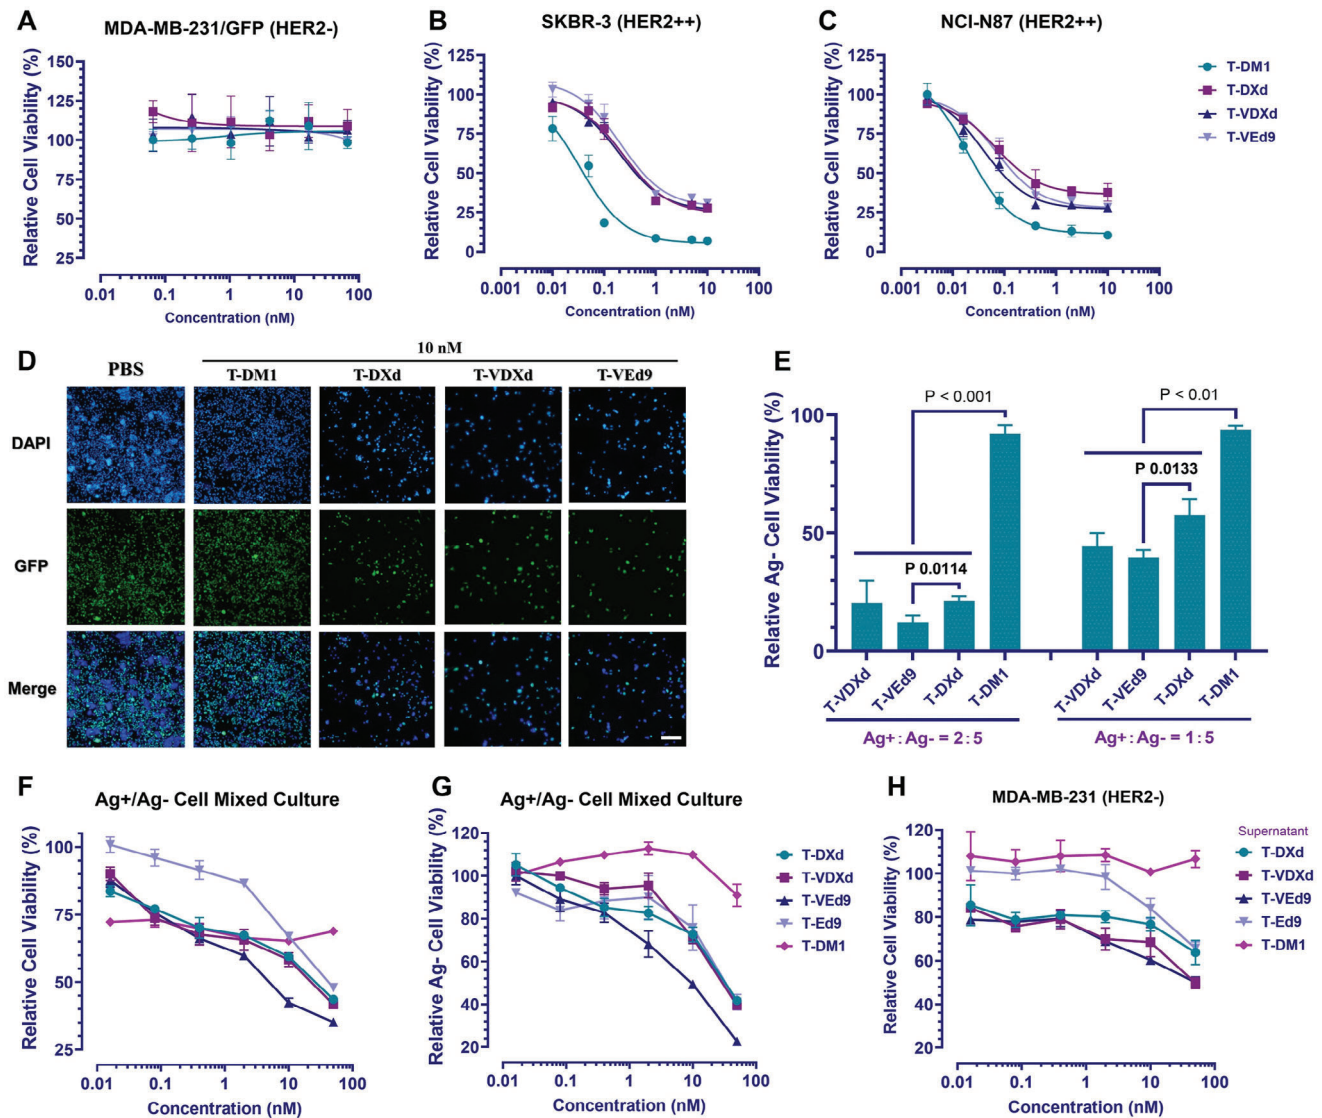 A
MDA-MB-231/GFP (HER2-)
Relative Cell Viability (%)
150
125
100
75
50
25
0.01 0.1 1 10 100
Concentration (nM)
B
SKBR-3 (HER2++)
Relative Cell Viability (%)
125
100
75
50
25
0
0.001 0.01 0.1 1 10 100
Concentration (nM)
C
NCI-N87 (HER2++)
Relative Cell Viability (%)
125
100
75
50
25
0
0.001 0.01 0.1 1 10 100
Concentration (nM)
T-DM1
T-DXd
T-VDXd
T-VEd9
D
10 nM
PBS T-DM1 T-DXd T-VDXd T-VEd9
DAPI
GFP
Merge
E
Relative Ag- Cell Viability (%)
100
50
0
P < 0.001
P 0.0114
P < 0.01
P 0.0133
T-VDXd T-VEd9 T-DXd T-DM1
T-VDXd T-VEd9 T-DXd T-DM1
Ag+ : Ag- = 2 : 5
Ag+ : Ag- = 1 : 5
F
Ag+/Ag- Cell Mixed Culture
Relative Cell Viability (%)
100
75
50
25
0.01 0.1 1 10 100
Concentration (nM)
G
Ag+/Ag- Cell Mixed Culture
Relative Ag- Cell Viability (%)
120
100
80
60
40
20
0.01 0.1 1 10 100
Concentration (nM)
T-DXd
T-VDXd
T-VEd9
T-Ed9
T-DM1
H
MDA-MB-231 (HER2-)
Relative Cell Viability (%)
120
100
80
60
40
20
0.01 0.1 1 10 100
Concentration (nM)
Supernatant
T-DXd
T-VDXd
T-VEd9
T-Ed9
T-DM1